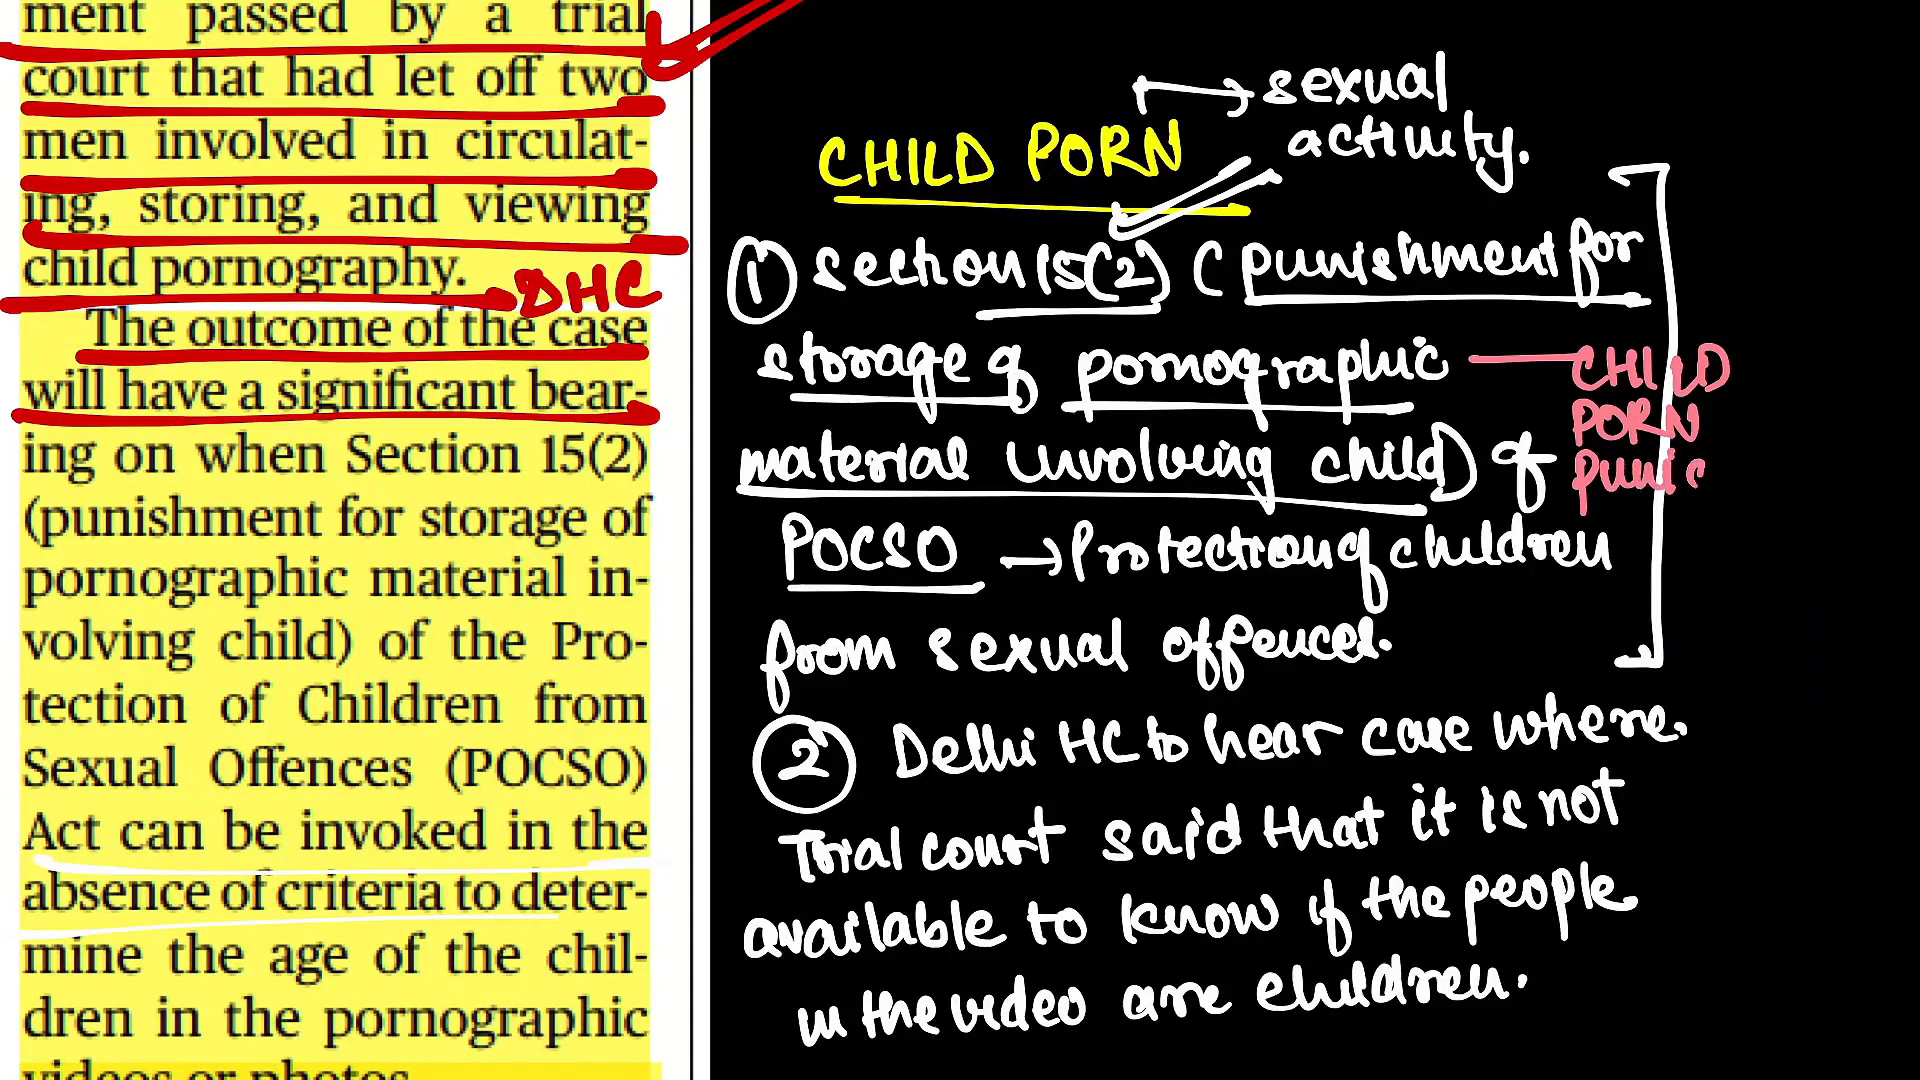 ment passed by a trial
court that had let off two
men involved in circulat-
ing, storing, and viewing
child pornography.
DHC
The outcome of the case
will have a significant bear-
ing on when Section 15(2)
(punishment for storage of
pornographic material in-
volving child) of the Pro-
tection of Children from
Sexual Offences (POCSO)
Act can be invoked in the
absence of criteria to deter-
mine the age of the chil-
dren in the pornographic
videos or photos.
sexual
activity.
CHILD PORN
1 section 15(2) (punishment for
storage of pornographic
CHILD
PORN
material involving child) of
POCSO → Protection of children
from sexual offences.
2 Delhi HC to hear case where
Trial court said that it is not
available to know if the people
in the video are children.